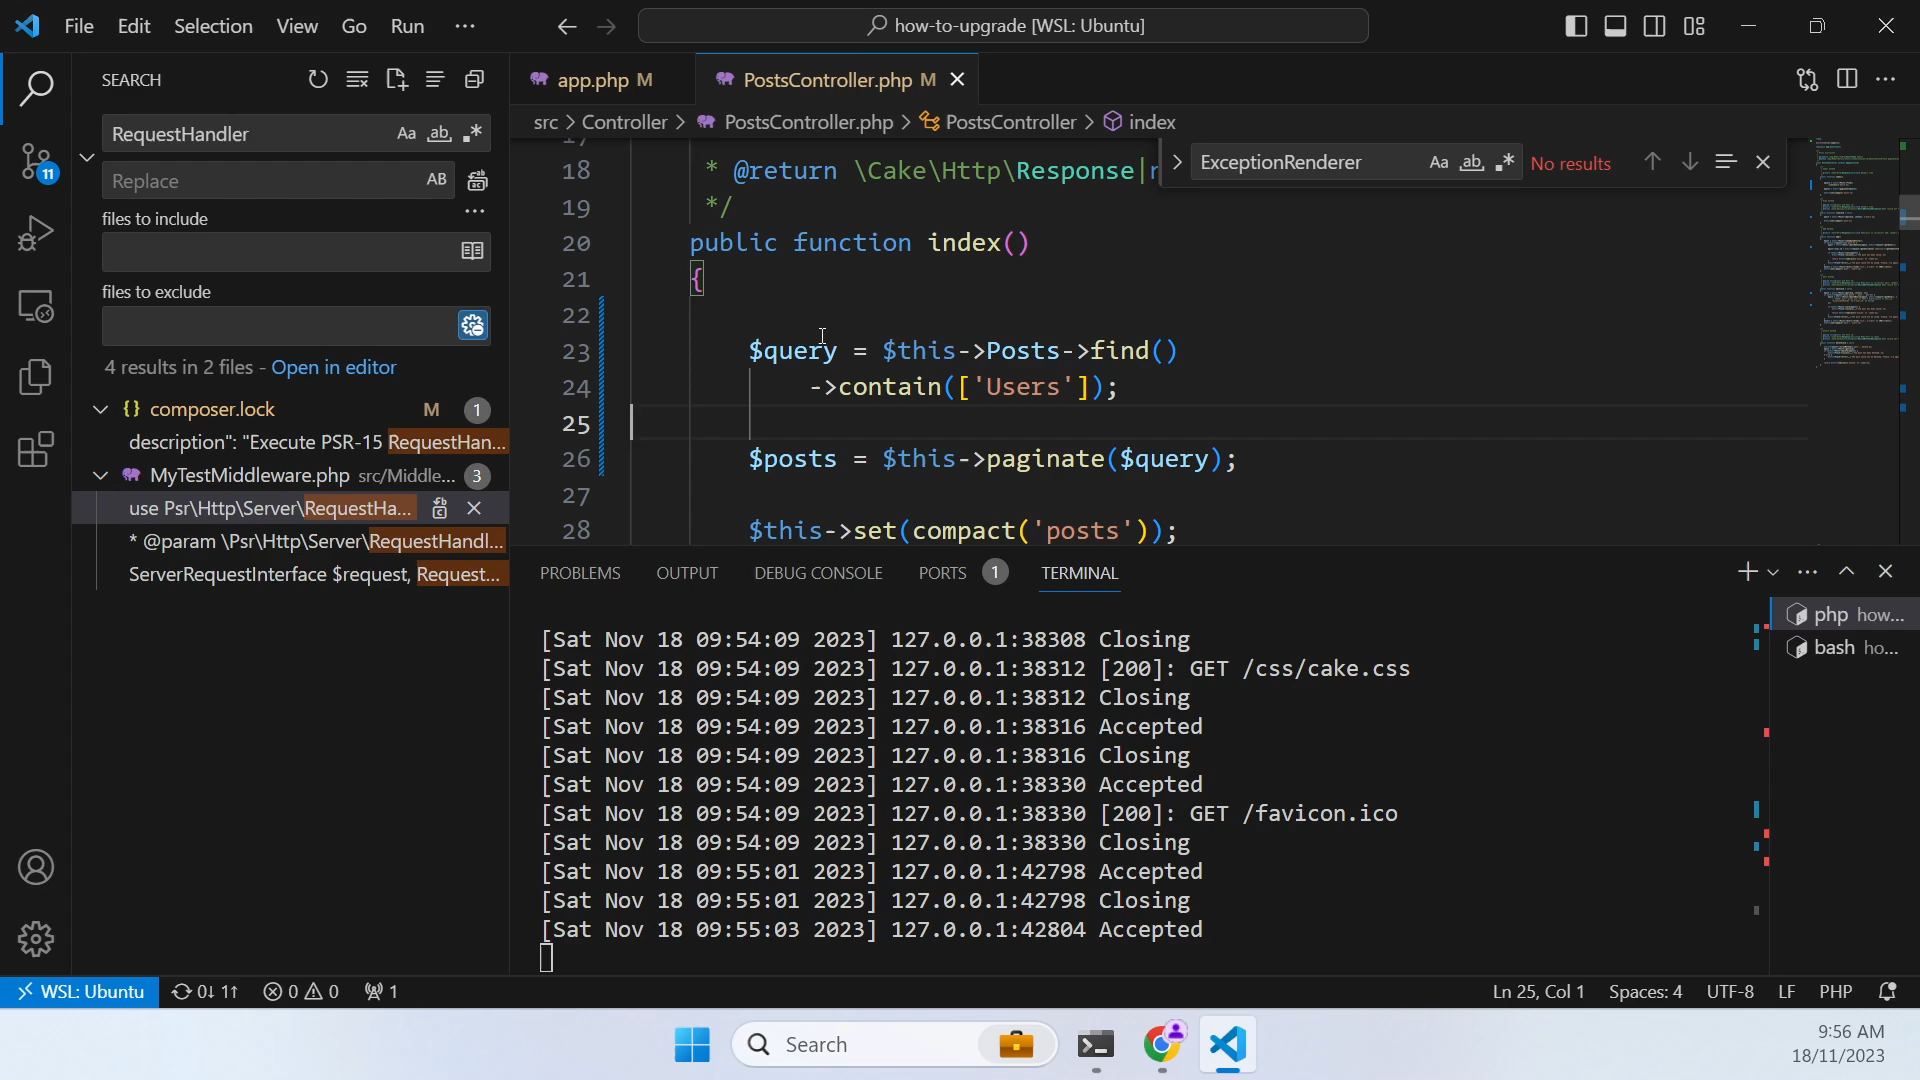 File Edit Selection View Go Run ···
how-to-upgrade [WSL: Ubuntu]
SEARCH
RequestHandler
Aa ab
Replace
AB
files to include
files to exclude
4 results in 2 files - Open in editor
{} composer.lock M 1
description": "Execute PSR-15 RequestHan...
MyTestMiddleware.php src/Middle... 3
use Psr\Http\Server\RequestHa...
* @param \Psr\Http\Server\RequestHandl...
ServerRequestInterface $request, Request...
11
app.php M
PostsController.php M
src > Controller > PostsController.php > PostsController > index
ExceptionRenderer
Aa ab
No results
18 * @return \Cake\Http\Response|
19 */
20 public function index()
21 {
22
23 $query = $this->Posts->find()
24 ->contain(['Users']);
25
26 $posts = $this->paginate($query);
27
28 $this->set(compact('posts'));
PROBLEMS OUTPUT DEBUG CONSOLE PORTS 1 TERMINAL
[Sat Nov 18 09:54:09 2023] 127.0.0.1:38308 Closing
[Sat Nov 18 09:54:09 2023] 127.0.0.1:38312 [200]: GET /css/cake.css
[Sat Nov 18 09:54:09 2023] 127.0.0.1:38312 Closing
[Sat Nov 18 09:54:09 2023] 127.0.0.1:38316 Accepted
[Sat Nov 18 09:54:09 2023] 127.0.0.1:38316 Closing
[Sat Nov 18 09:54:09 2023] 127.0.0.1:38330 Accepted
[Sat Nov 18 09:54:09 2023] 127.0.0.1:38330 [200]: GET /favicon.ico
[Sat Nov 18 09:54:09 2023] 127.0.0.1:38330 Closing
[Sat Nov 18 09:55:01 2023] 127.0.0.1:42798 Accepted
[Sat Nov 18 09:55:01 2023] 127.0.0.1:42798 Closing
[Sat Nov 18 09:55:03 2023] 127.0.0.1:42804 Accepted
php how...
bash ho...
WSL: Ubuntu 0↓ 1↑ 0 0 1
Ln 25, Col 1 Spaces: 4 UTF-8 LF PHP
Search
9:56 AM
18/11/2023